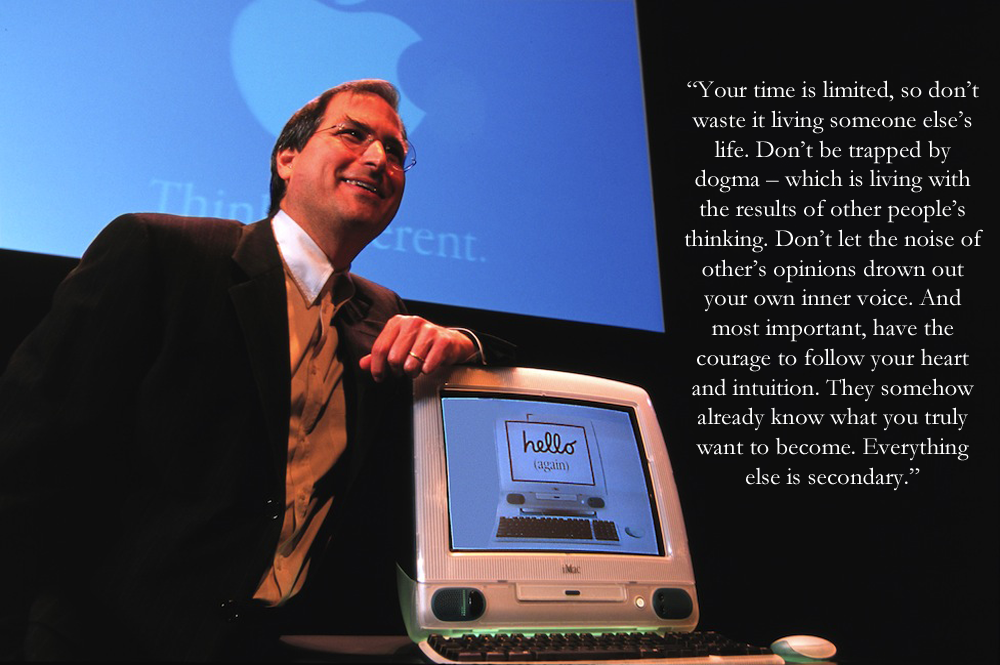 Think Different.
“Your time is limited, so don’t
waste it living someone else’s
life. Don’t be trapped by
dogma – which is living with
the results of other people’s
thinking. Don’t let the noise of
other’s opinions drown out
your own inner voice. And
most important, have the
courage to follow your heart
and intuition. They somehow
already know what you truly
want to become. Everything
else is secondary.”
hello
(again)
iMac